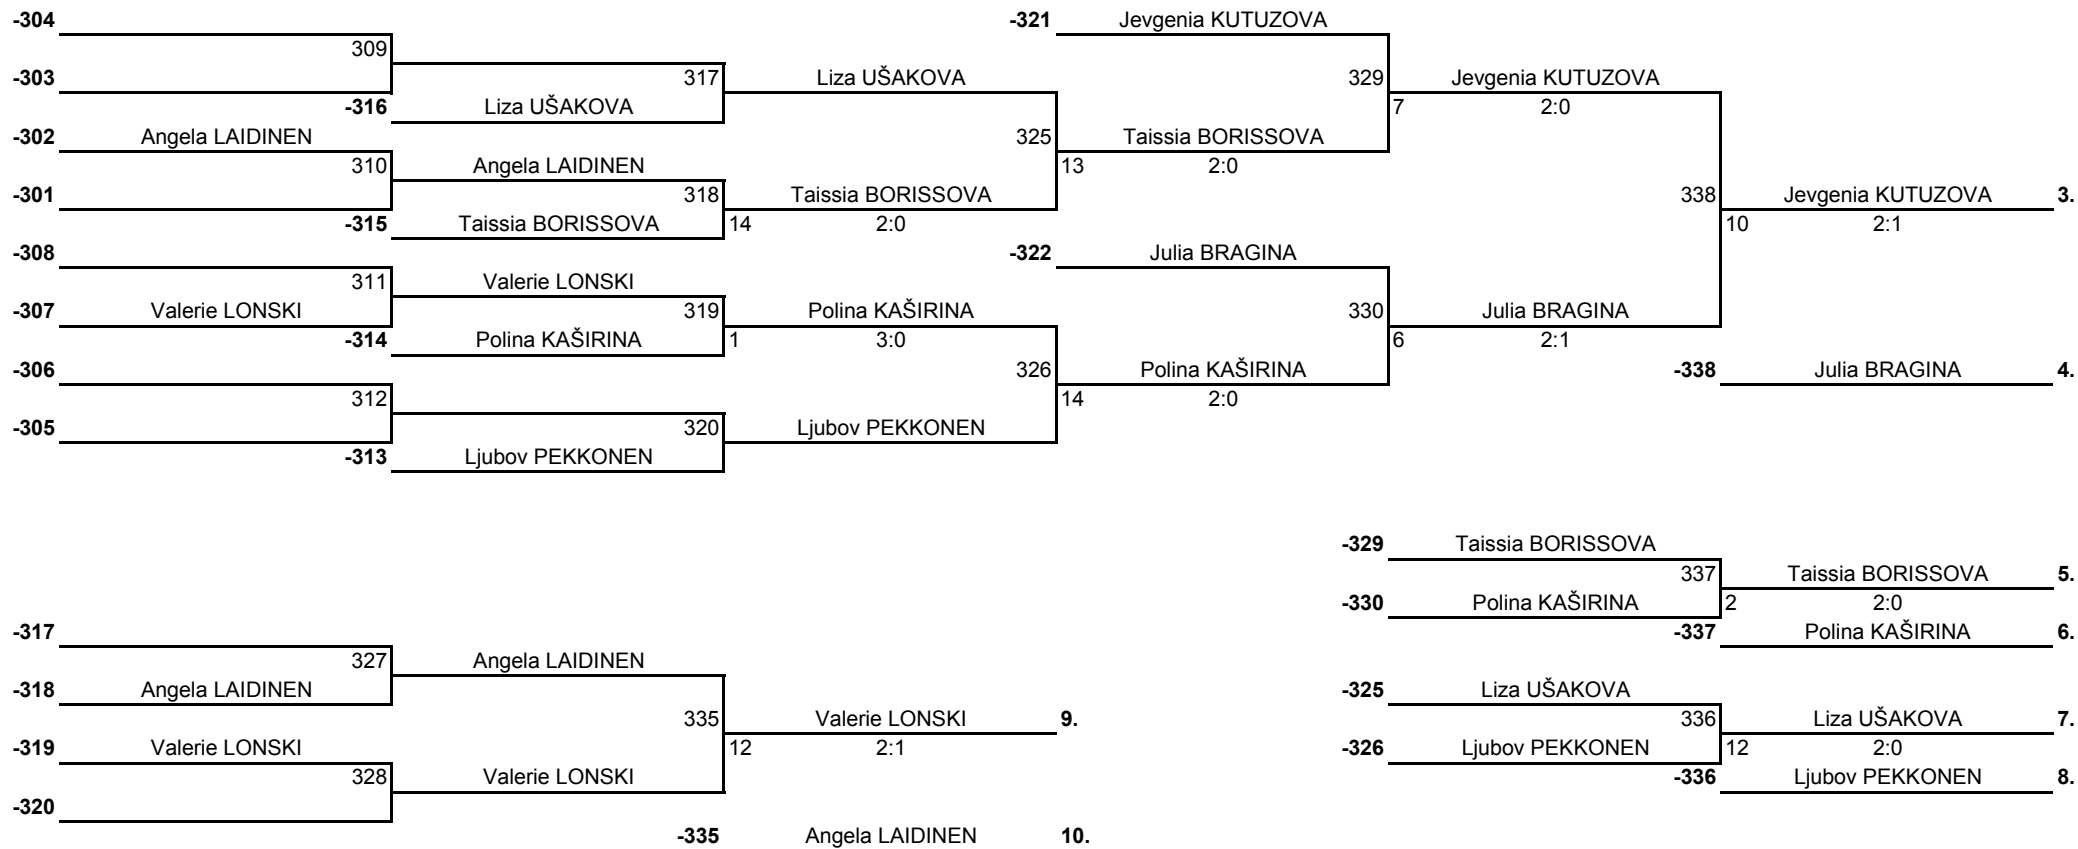 -304 -321 Jevgenia KUTUZOVA
309
-303 317 Liza UŠAKOVA 329 Jevgenia KUTUZOVA
-316 Liza UŠAKOVA 7 2:0
-302 Angela LAIDINEN 325 Taissia BORISSOVA
310 Angela LAIDINEN 13 2:0
-301 318 Taissia BORISSOVA 338 Jevgenia KUTUZOVA 3.
-315 Taissia BORISSOVA 14 2:0 10 2:1
-308 -322 Julia BRAGINA
311 Valerie LONSKI
-307 Valerie LONSKI 319 Polina KAŠIRINA 330 Julia BRAGINA
-314 Polina KAŠIRINA 1 3:0 6 2:1
-306 326 Polina KAŠIRINA -338 Julia BRAGINA 4.
312 14 2:0
-305 320 Ljubov PEKKONEN
-313 Ljubov PEKKONEN
-329 Taissia BORISSOVA
337 Taissia BORISSOVA 5.
-330 Polina KAŠIRINA 2 2:0
-317 -337 Polina KAŠIRINA 6.
327 Angela LAIDINEN
-318 Angela LAIDINEN -325 Liza UŠAKOVA
335 Valerie LONSKI 9. 336 Liza UŠAKOVA 7.
-319 Valerie LONSKI 12 2:1 -326 Ljubov PEKKONEN 12 2:0
328 Valerie LONSKI -336 Ljubov PEKKONEN 8.
-320
-335 Angela LAIDINEN 10.